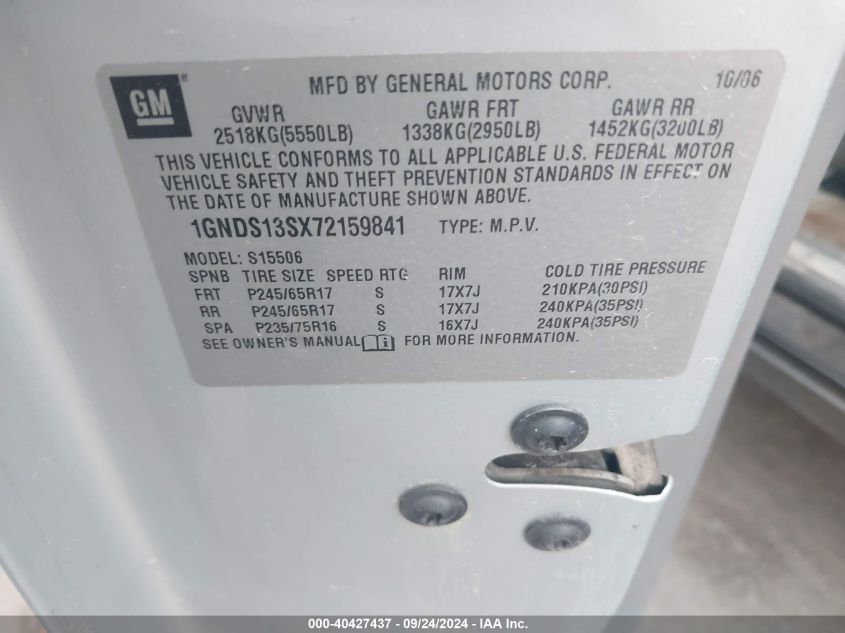 GM®
MFD BY GENERAL MOTORS CORP. 10/06
GVWR GAWR FRT GAWR RR
2518KG(5550LB) 1338KG(2950LB) 1452KG(3200LB)
THIS VEHICLE CONFORMS TO ALL APPLICABLE U.S. FEDERAL MOTOR
VEHICLE SAFETY AND THEFT PREVENTION STANDARDS IN EFFECT ON
THE DATE OF MANUFACTURE SHOWN ABOVE.
1GNDS13SX72159841 TYPE: M.P.V.
MODEL: S15506
SPNB TIRE SIZE SPEED RTG RIM COLD TIRE PRESSURE
FRT P245/65R17 S 17X7J 210KPA(30PSI)
RR P245/65R17 S 17X7J 240KPA(35PSI)
SPA P235/75R16 S 16X7J 240KPA(35PSI)
SEE OWNER'S MANUAL i FOR MORE INFORMATION.
000-40427437 - 09/24/2024 - IAA Inc.